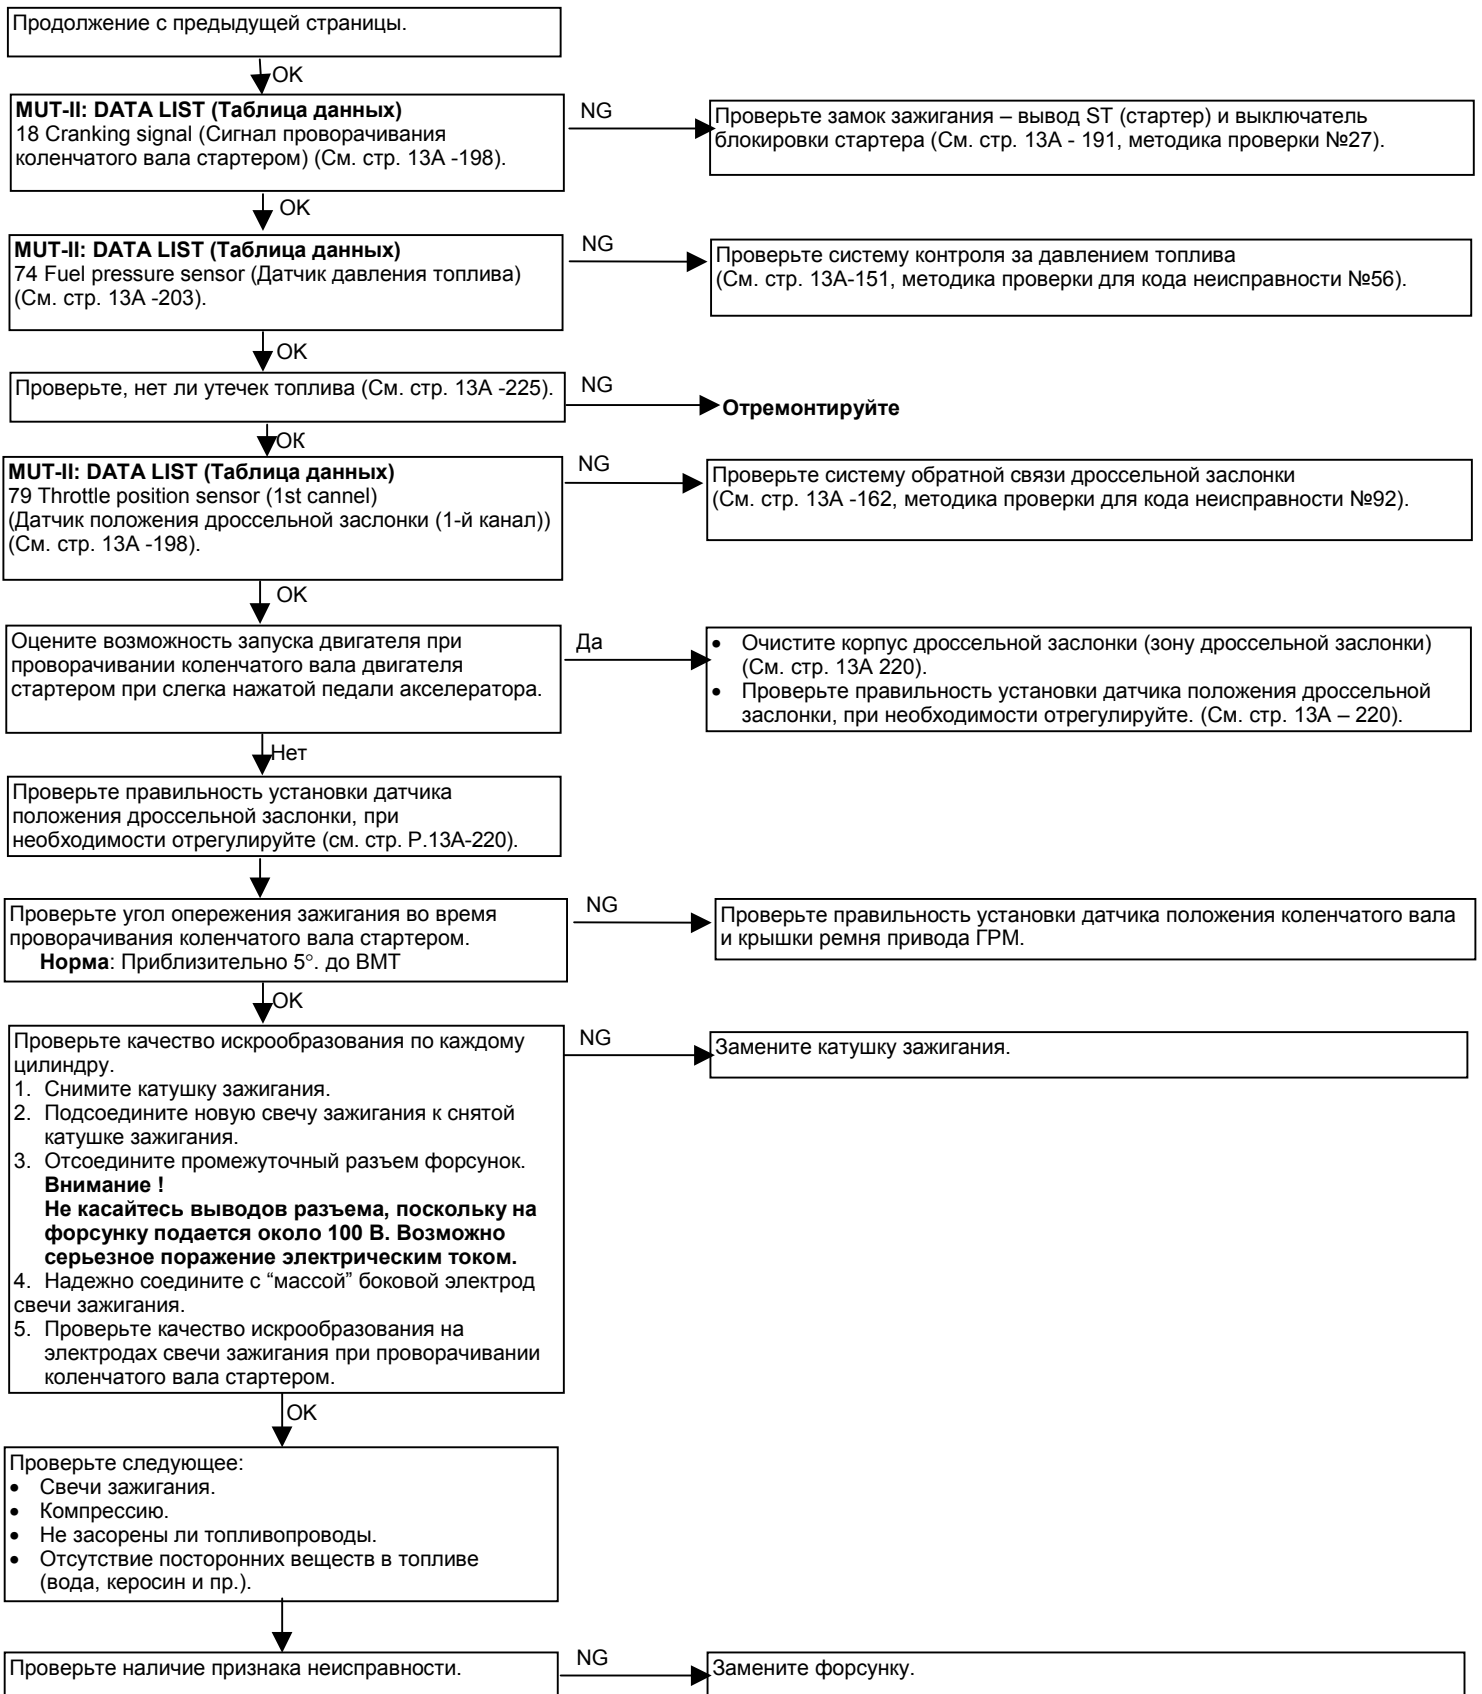 Продолжение с предыдущей страницы.
OK
MUT-II: DATA LIST (Таблица данных)
18 Cranking signal (Сигнал проворачивания
коленчатого вала стартером) (См. стр. 13A -198).
NG
Проверьте замок зажигания – вывод ST (стартер) и выключатель
блокировки стартера (См. стр. 13A - 191, методика проверки №27).
OK
MUT-II: DATA LIST (Таблица данных)
74 Fuel pressure sensor (Датчик давления топлива)
(См. стр. 13A -203).
NG
Проверьте систему контроля за давлением топлива
(См. стр. 13A-151, методика проверки для кода неисправности №56).
OK
Проверьте, нет ли утечек топлива (См. стр. 13A -225).
NG
Отремонтируйте
OK
MUT-II: DATA LIST (Таблица данных)
79 Throttle position sensor (1st cannel)
(Датчик положения дроссельной заслонки (1-й канал))
(См. стр. 13A -198).
NG
Проверьте систему обратной связи дроссельной заслонки
(См. стр. 13A -162, методика проверки для кода неисправности №92).
OK
Оцените возможность запуска двигателя при
проворачивании коленчатого вала двигателя
стартером при слегка нажатой педали акселератора.
Да
• Очистите корпус дроссельной заслонки (зону дроссельной заслонки)
(См. стр. 13A 220).
• Проверьте правильность установки датчика положения дроссельной
заслонки, при необходимости отрегулируйте. (См. стр. 13A – 220).
Нет
Проверьте правильность установки датчика
положения дроссельной заслонки, при
необходимости отрегулируйте (см. стр. P.13A-220).
Проверьте угол опережения зажигания во время
проворачивания коленчатого вала стартером.
Норма: Приблизительно 5°. до ВМТ
NG
Проверьте правильность установки датчика положения коленчатого вала
и крышки ремня привода ГРМ.
OK
Проверьте качество искрообразования по каждому
цилиндру.
1. Снимите катушку зажигания.
2. Подсоедините новую свечу зажигания к снятой
катушке зажигания.
3. Отсоедините промежуточный разъем форсунок.
Внимание !
Не касайтесь выводов разъема, поскольку на
форсунку подается около 100 В. Возможно
серьезное поражение электрическим током.
4. Надежно соедините с “массой” боковой электрод
свечи зажигания.
5. Проверьте качество искрообразования на
электродах свечи зажигания при проворачивании
коленчатого вала стартером.
NG
Замените катушку зажигания.
OK
Проверьте следующее:
• Свечи зажигания.
• Компрессию.
• Не засорены ли топливопроводы.
• Отсутствие посторонних веществ в топливе
(вода, керосин и пр.).
Проверьте наличие признака неисправности.
NG
Замените форсунку.